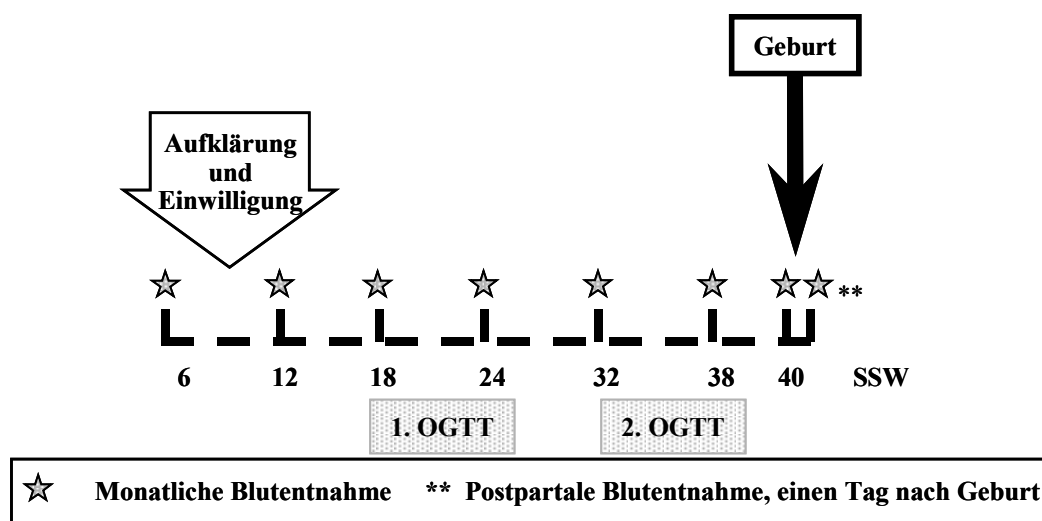 Geburt
Aufklärung
und
Einwilligung
**
6 12 18 24 32 38 40 SSW
1. OGTT 2. OGTT
Monatliche Blutentnahme ** Postpartale Blutentnahme, einen Tag nach Geburt